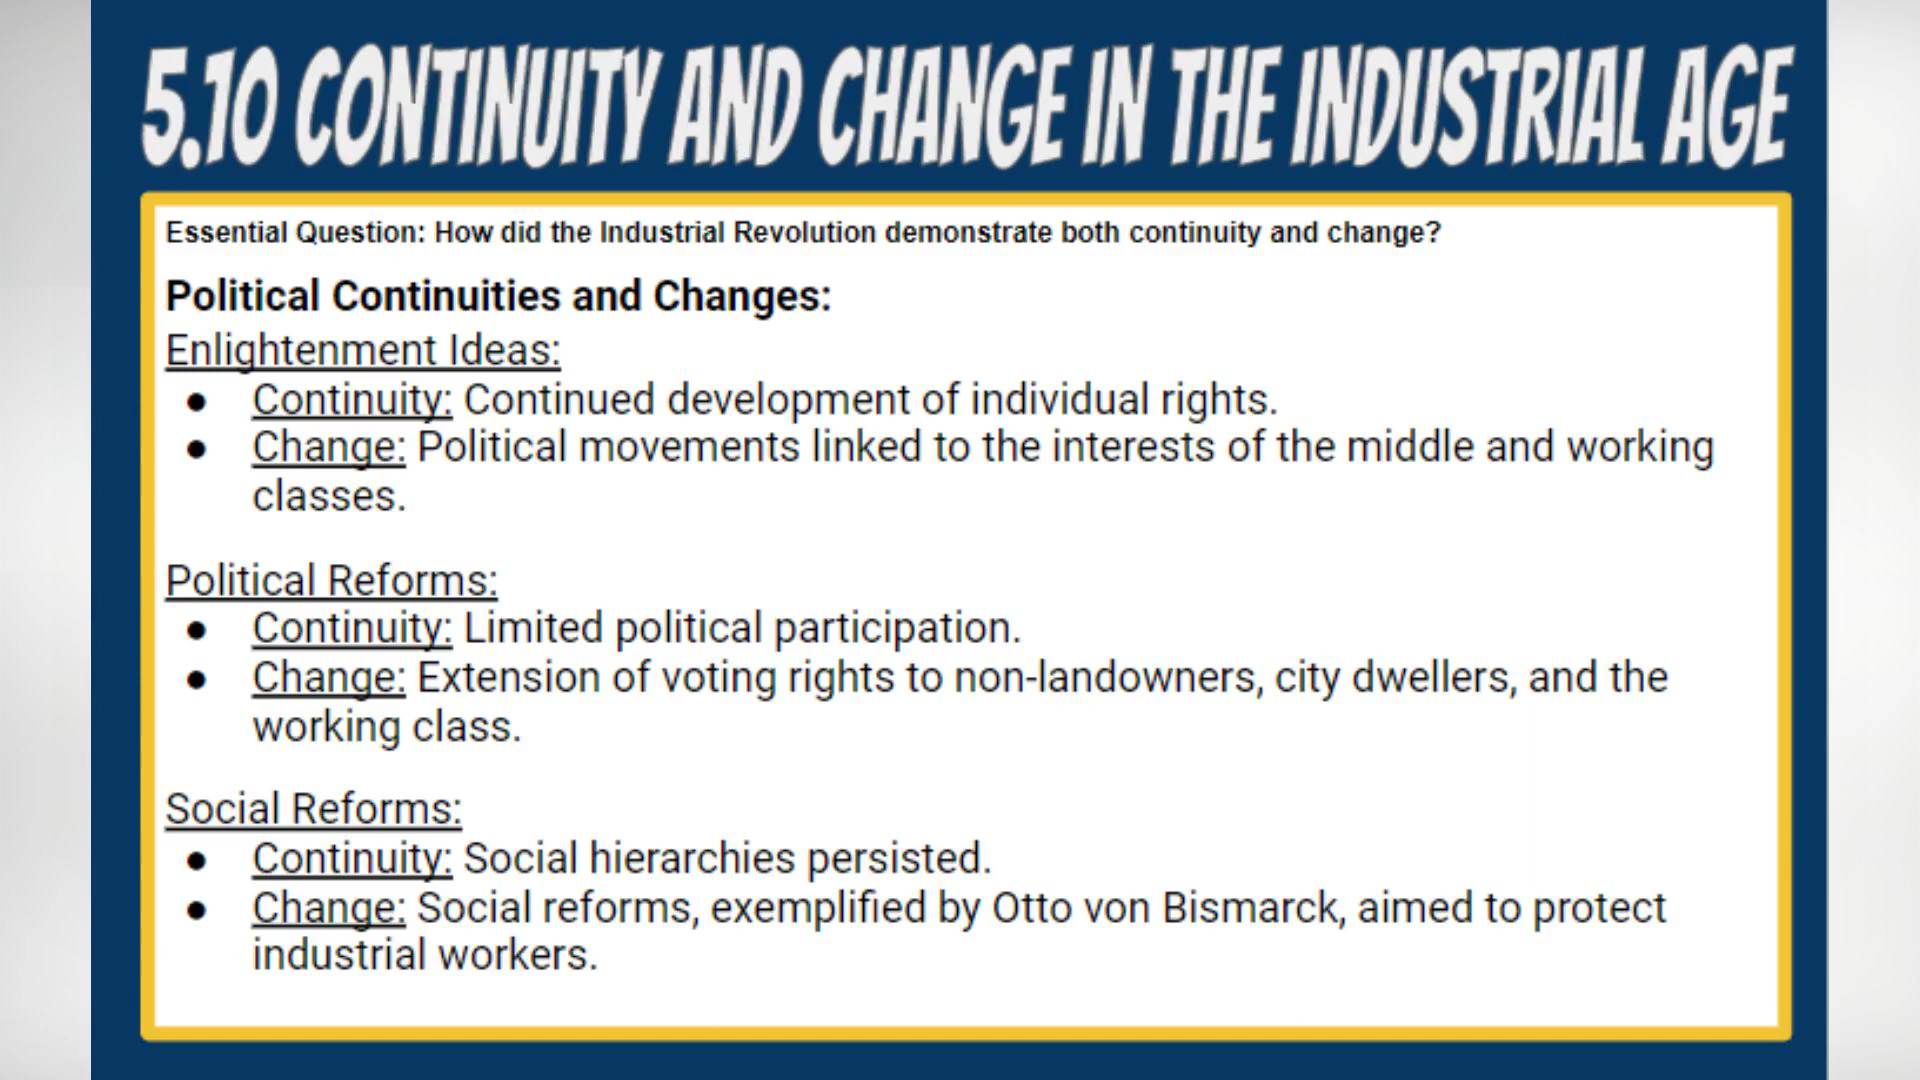 5.10 CONTINUITY AND CHANGE IN THE INDUSTRIAL AGE
Essential Question: How did the Industrial Revolution demonstrate both continuity and change?
Political Continuities and Changes:
Enlightenment Ideas:
● Continuity: Continued development of individual rights.
● Change: Political movements linked to the interests of the middle and working
classes.
Political Reforms:
● Continuity: Limited political participation.
● Change: Extension of voting rights to non-landowners, city dwellers, and the
working class.
Social Reforms:
● Continuity: Social hierarchies persisted.
● Change: Social reforms, exemplified by Otto von Bismarck, aimed to protect
industrial workers.